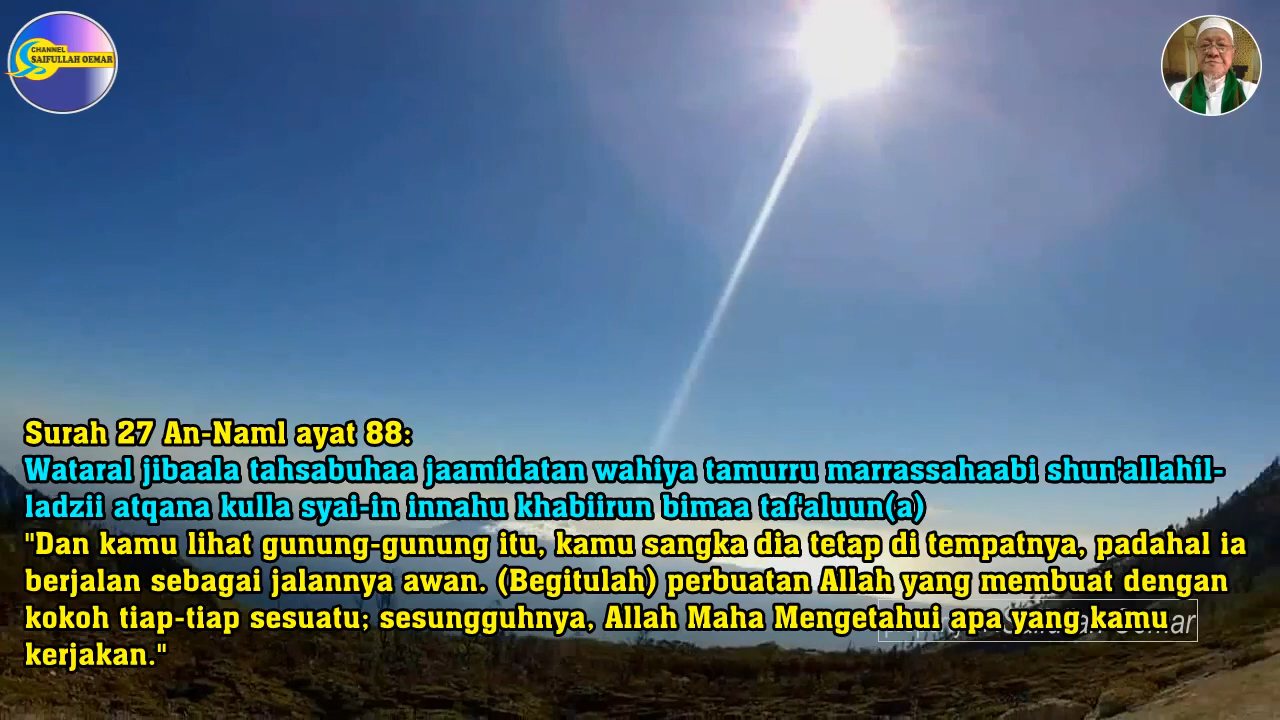 CHANNEL
SAIFULLAH OEMAR
Surah 27 An-Naml ayat 88:
Wataral jibaala tahsabuhaa jaamidatan wahiya tamurru marrassahaabi shun'allahil-
ladzii atqana kulla syai-in innahu khabiirun bimaa taf'aluun(a)
"Dan kamu lihat gunung-gunung itu, kamu sangka dia tetap di tempatnya, padahal ia
berjalan sebagai jalannya awan. (Begitulah) perbuatan Allah yang membuat dengan
kokoh tiap-tiap sesuatu; sesungguhnya, Allah Maha Mengetahui apa yang kamu
Oemar
kerjakan."